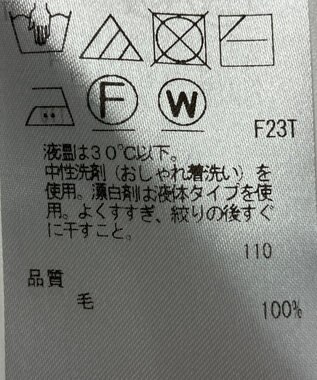 F W
F23T
液温は30℃以下。
中性洗剤（おしゃれ着洗い）を
使用。漂白剤は液体タイプを使
用。よくすすぎ、絞りの後すぐ
に干すこと。
110
品質
毛 100%